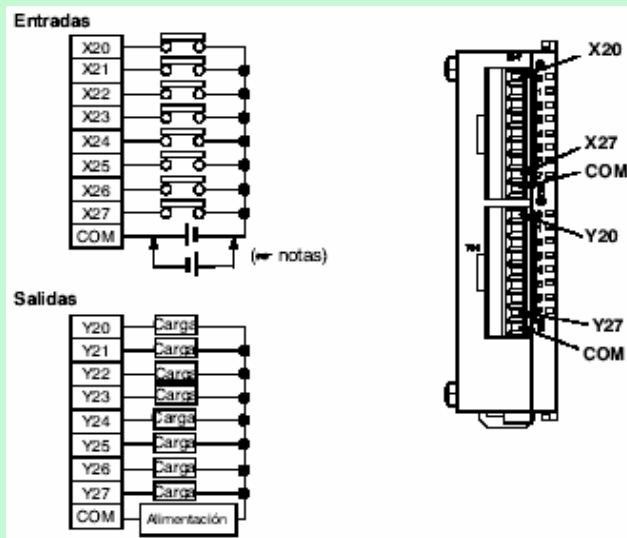 Entradas
X20
X21
X22
X23
X24
X25
X26
X27
COM
(☛ notas)
Salidas
Y20 Carga
Y21 Carga
Y22 Carga
Y23 Carga
Y24 Carga
Y25 Carga
Y26 Carga
Y27 Carga
COM Alimentación
X20
X27
COM
Y20
Y27
COM